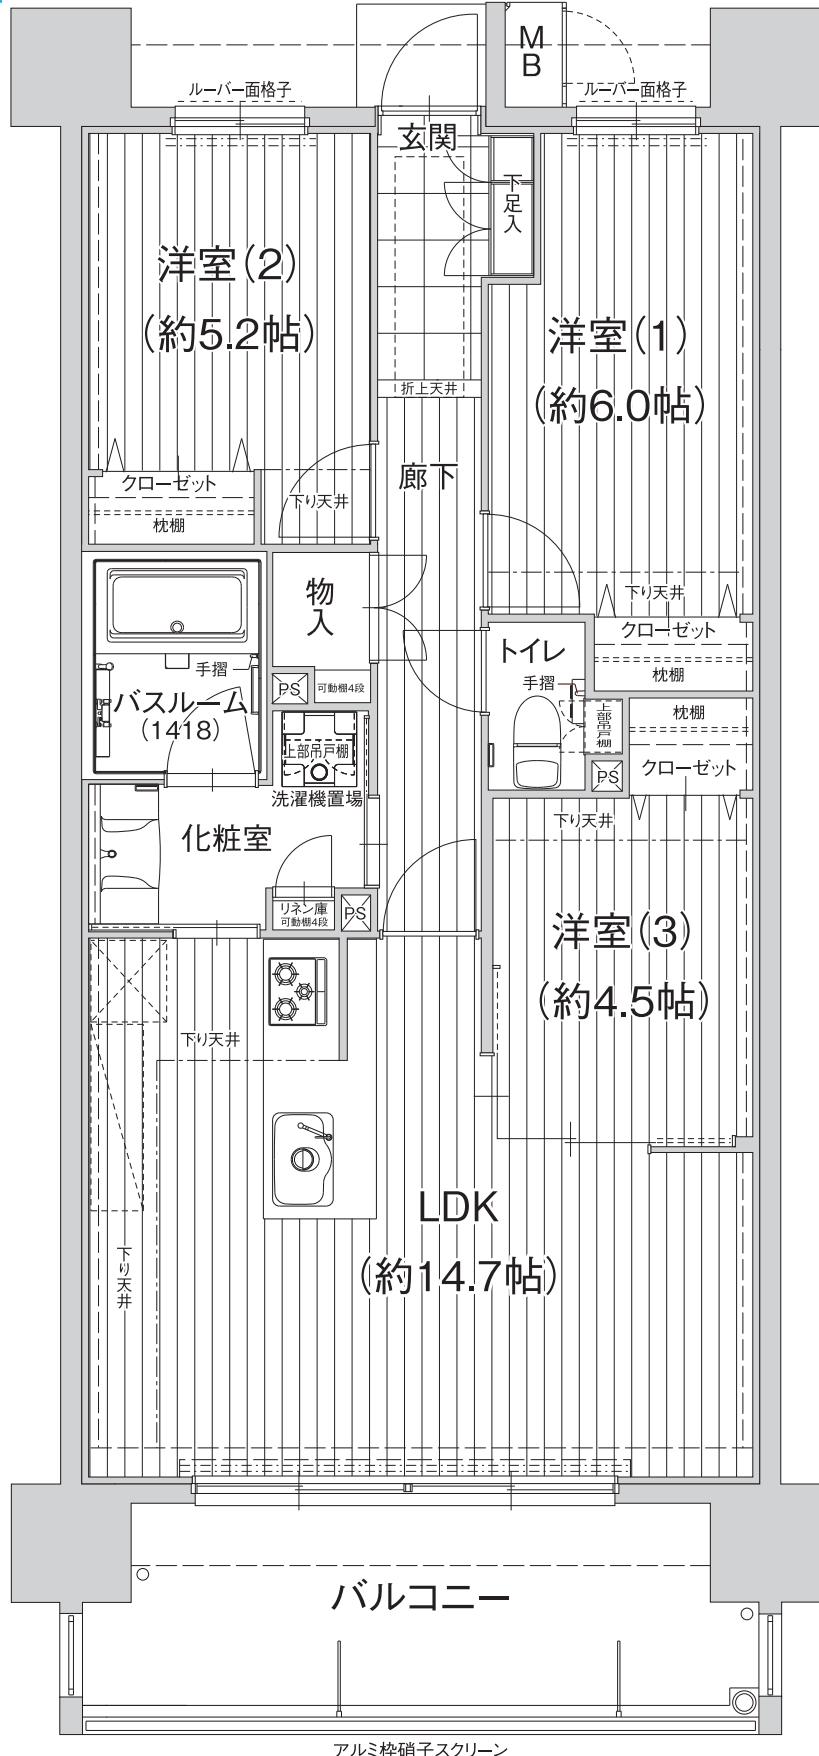 M
B
ルーバー面格子
ルーバー面格子
玄関
下足入
洋室(2)
(約5.2帖)
洋室(1)
(約6.0帖)
折上天井
廊下
クローゼット
枕棚
下り天井
物入
下り天井
クローゼット
枕棚
トイレ
手摺
手摺
バスルーム
(1418)
PS
可動棚4段
上部吊戸棚
枕棚
クローゼット
上部吊戸棚
洗濯機置場
PS
化粧室
下り天井
リネン庫
可動棚4段
PS
洋室(3)
(約4.5帖)
下り天井
LDK
(約14.7帖)
下り天井
バルコニー
アルミ枠硝子スクリーン